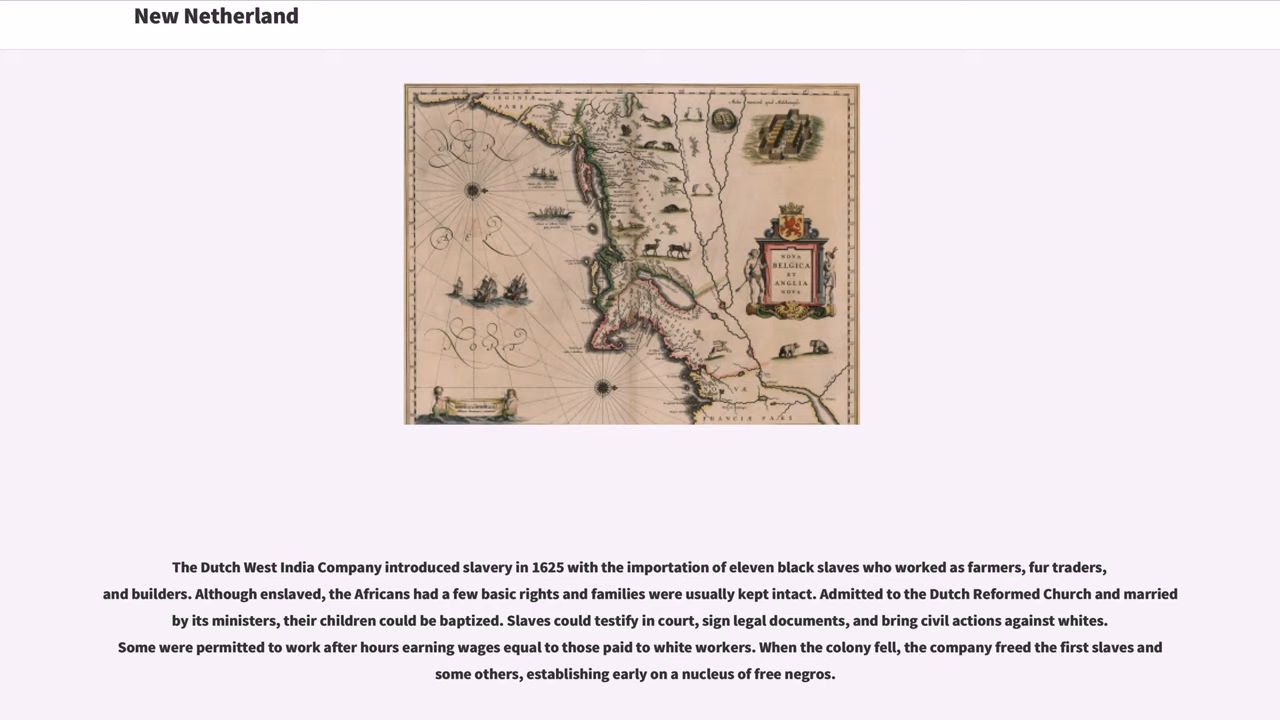 New Netherland
VIRGINIÆ
PARS
NOVA
BELGICA
ET
ANGLIA
NOVA
FRANCIÆ PARS
The Dutch West India Company introduced slavery in 1625 with the importation of eleven black slaves who worked as farmers, fur traders,
and builders. Although enslaved, the Africans had a few basic rights and families were usually kept intact. Admitted to the Dutch Reformed Church and married
by its ministers, their children could be baptized. Slaves could testify in court, sign legal documents, and bring civil actions against whites.
Some were permitted to work after hours earning wages equal to those paid to white workers. When the colony fell, the company freed the first slaves and
some others, establishing early on a nucleus of free negros.